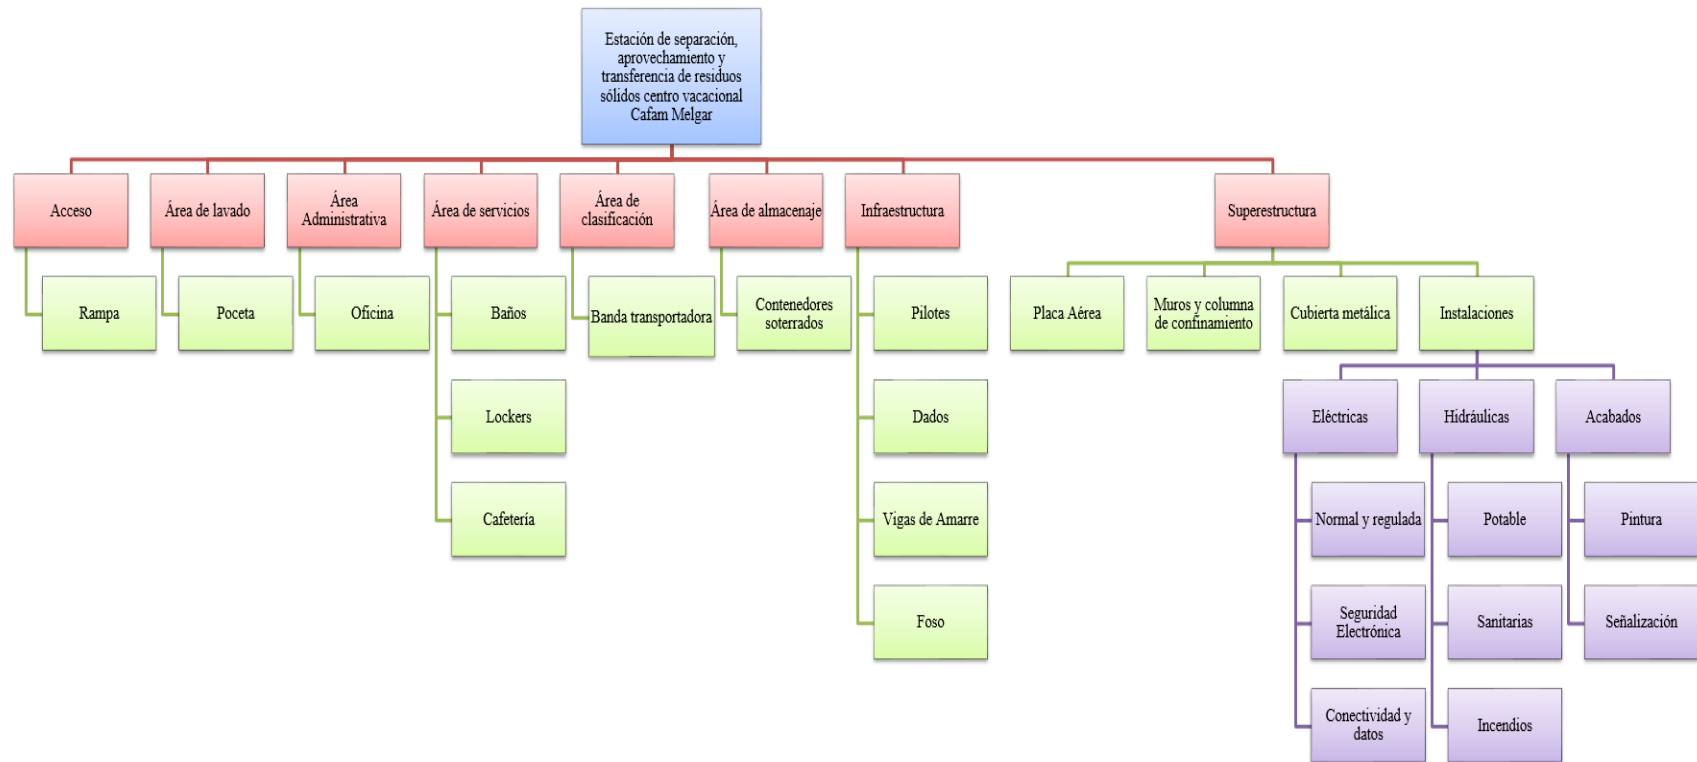 Estación de separación,
aprovechamiento y
transferencia de residuos
sólidos centro vacacional
Cafam Melgar
Acceso
Área de lavado
Área
Administrativa
Área de servicios
Área de
clasificación
Área de almacenaje
Infraestructura
Superestructura
Rampa
Poceta
Oficina
Baños
Banda transportadora
Contenedores
soterrados
Pilotes
Placa Aérea
Muros y columna
de confinamiento
Cubierta metálica
Instalaciones
Lockers
Dados
Eléctricas
Hidráulicas
Acabados
Cafetería
Vigas de Amarre
Normal y regulada
Potable
Pintura
Foso
Seguridad
Electrónica
Sanitarias
Señalización
Conectividad y
datos
Incendios